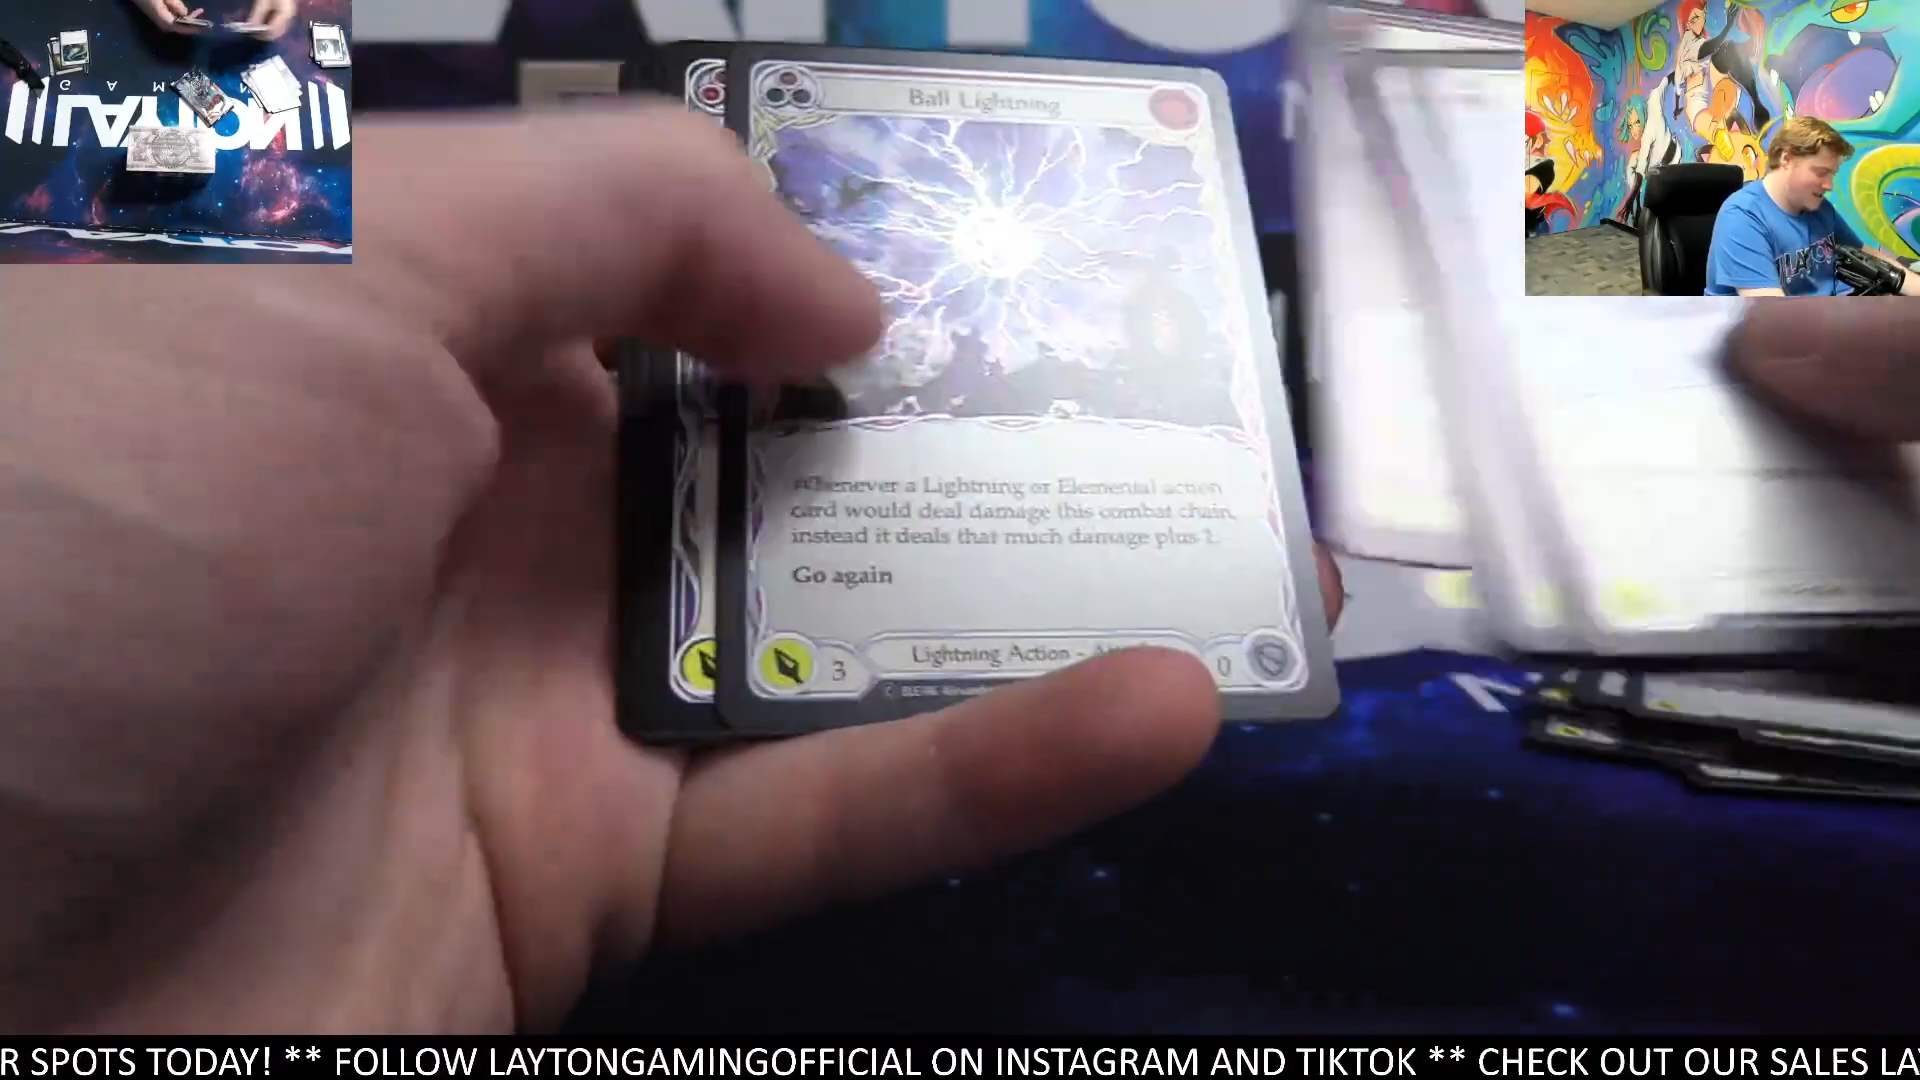 Ball Lightning
Whenever a Lightning or Elemental action
card would deal damage this combat chain,
instead it deals that much damage plus 1.
Go again
3
Lightning Action -
0
R SPOTS TODAY! ** FOLLOW LAYTONGAMINGOFFICIAL ON INSTAGRAM AND TIKTOK ** CHECK OUT OUR SALES LAY